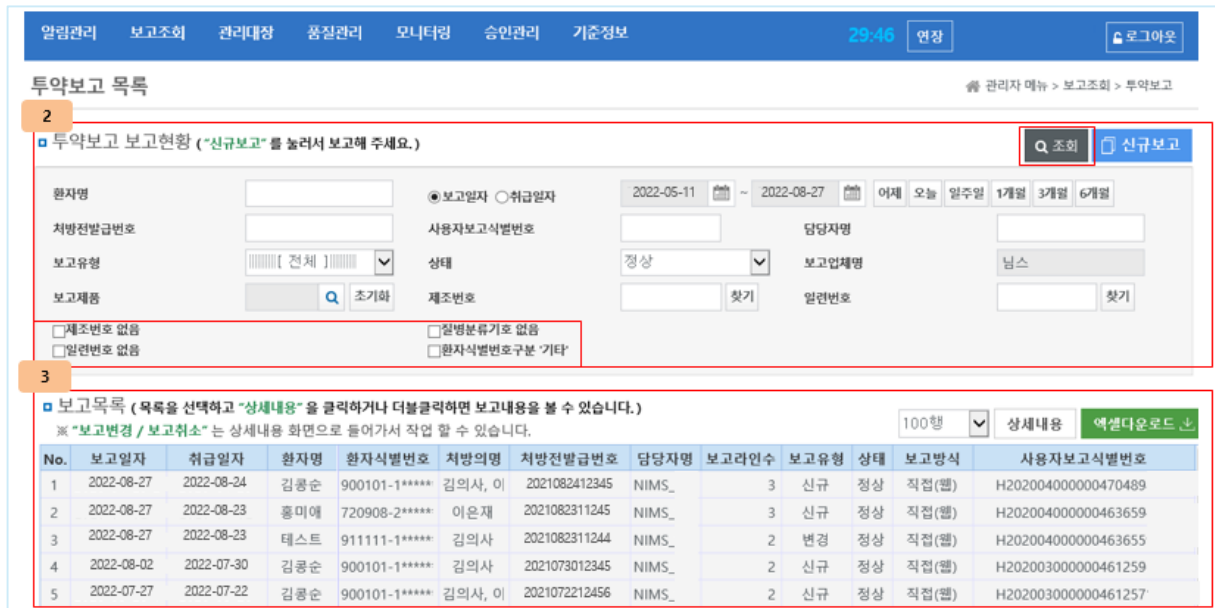 알림관리 보고조회 관리대장 품질관리 모니터링 승인관리 기준정보 29:46 연장 로그아웃
투약보고 목록 관리자 메뉴 > 보고조회 > 투약보고
2
투약보고 보고현황 ( "신규보고" 를 눌러서 보고해 주세요. ) 조회 신규보고
환자명 보고일자 취급일자 2022-05-11 ~ 2022-08-27 어제 오늘 일주일 1개월 3개월 6개월
처방전발급번호 사용자보고식별번호 담당자명
보고유형 [ 전체 ] 상태 정상 보고업체명 님스
보고제품 초기화 제조번호 찾기 일련번호 찾기
제조번호 없음 질병분류기호 없음
일련번호 없음 환자식별번호구분 '기타'
3
보고목록 ( 목록을 선택하고 "상세내용" 을 클릭하거나 더블클릭하면 보고내용을 볼 수 있습니다. )
※ "보고변경 / 보고취소" 는 상세내용 화면으로 들어가서 작업 할 수 있습니다. 100행 상세내용 엑셀다운로드
No. 보고일자 취급일자 환자명 환자식별번호 처방의명 처방전발급번호 담당자명 보고라인수 보고유형 상태 보고방식 사용자보고식별번호
1 2022-08-27 2022-08-24 김콩순 900101-1***** 김의사, 이 2021082412345 NIMS_ 3 신규 정상 직접(웹) H202004000000470489
2 2022-08-27 2022-08-23 홍미애 720908-2***** 이은재 2021082311245 NIMS_ 3 신규 정상 직접(웹) H202004000000463659
3 2022-08-27 2022-08-23 테스트 911111-1***** 김의사 2021082311244 NIMS_ 2 변경 정상 직접(웹) H202004000000463655
4 2022-08-02 2022-07-30 김콩순 900101-1***** 김의사 2021073012345 NIMS_ 2 신규 정상 직접(웹) H202003000000461259
5 2022-07-27 2022-07-22 김콩순 900101-1***** 김의사, 이 2021072212456 NIMS_ 2 신규 정상 직접(웹) H202003000000461257